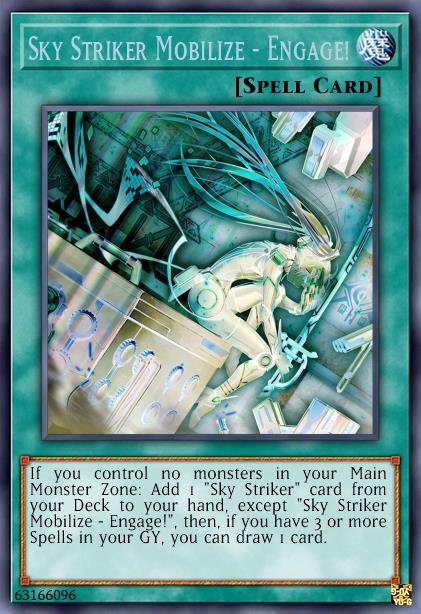 Sky Striker Mobilize - Engage!
魔
[Spell Card]
If you control no monsters in your Main
Monster Zone: Add 1 "Sky Striker" card from
your Deck to your hand, except "Sky Striker
Mobilize - Engage!", then, if you have 3 or more
Spells in your GY, you can draw 1 card.
63166096